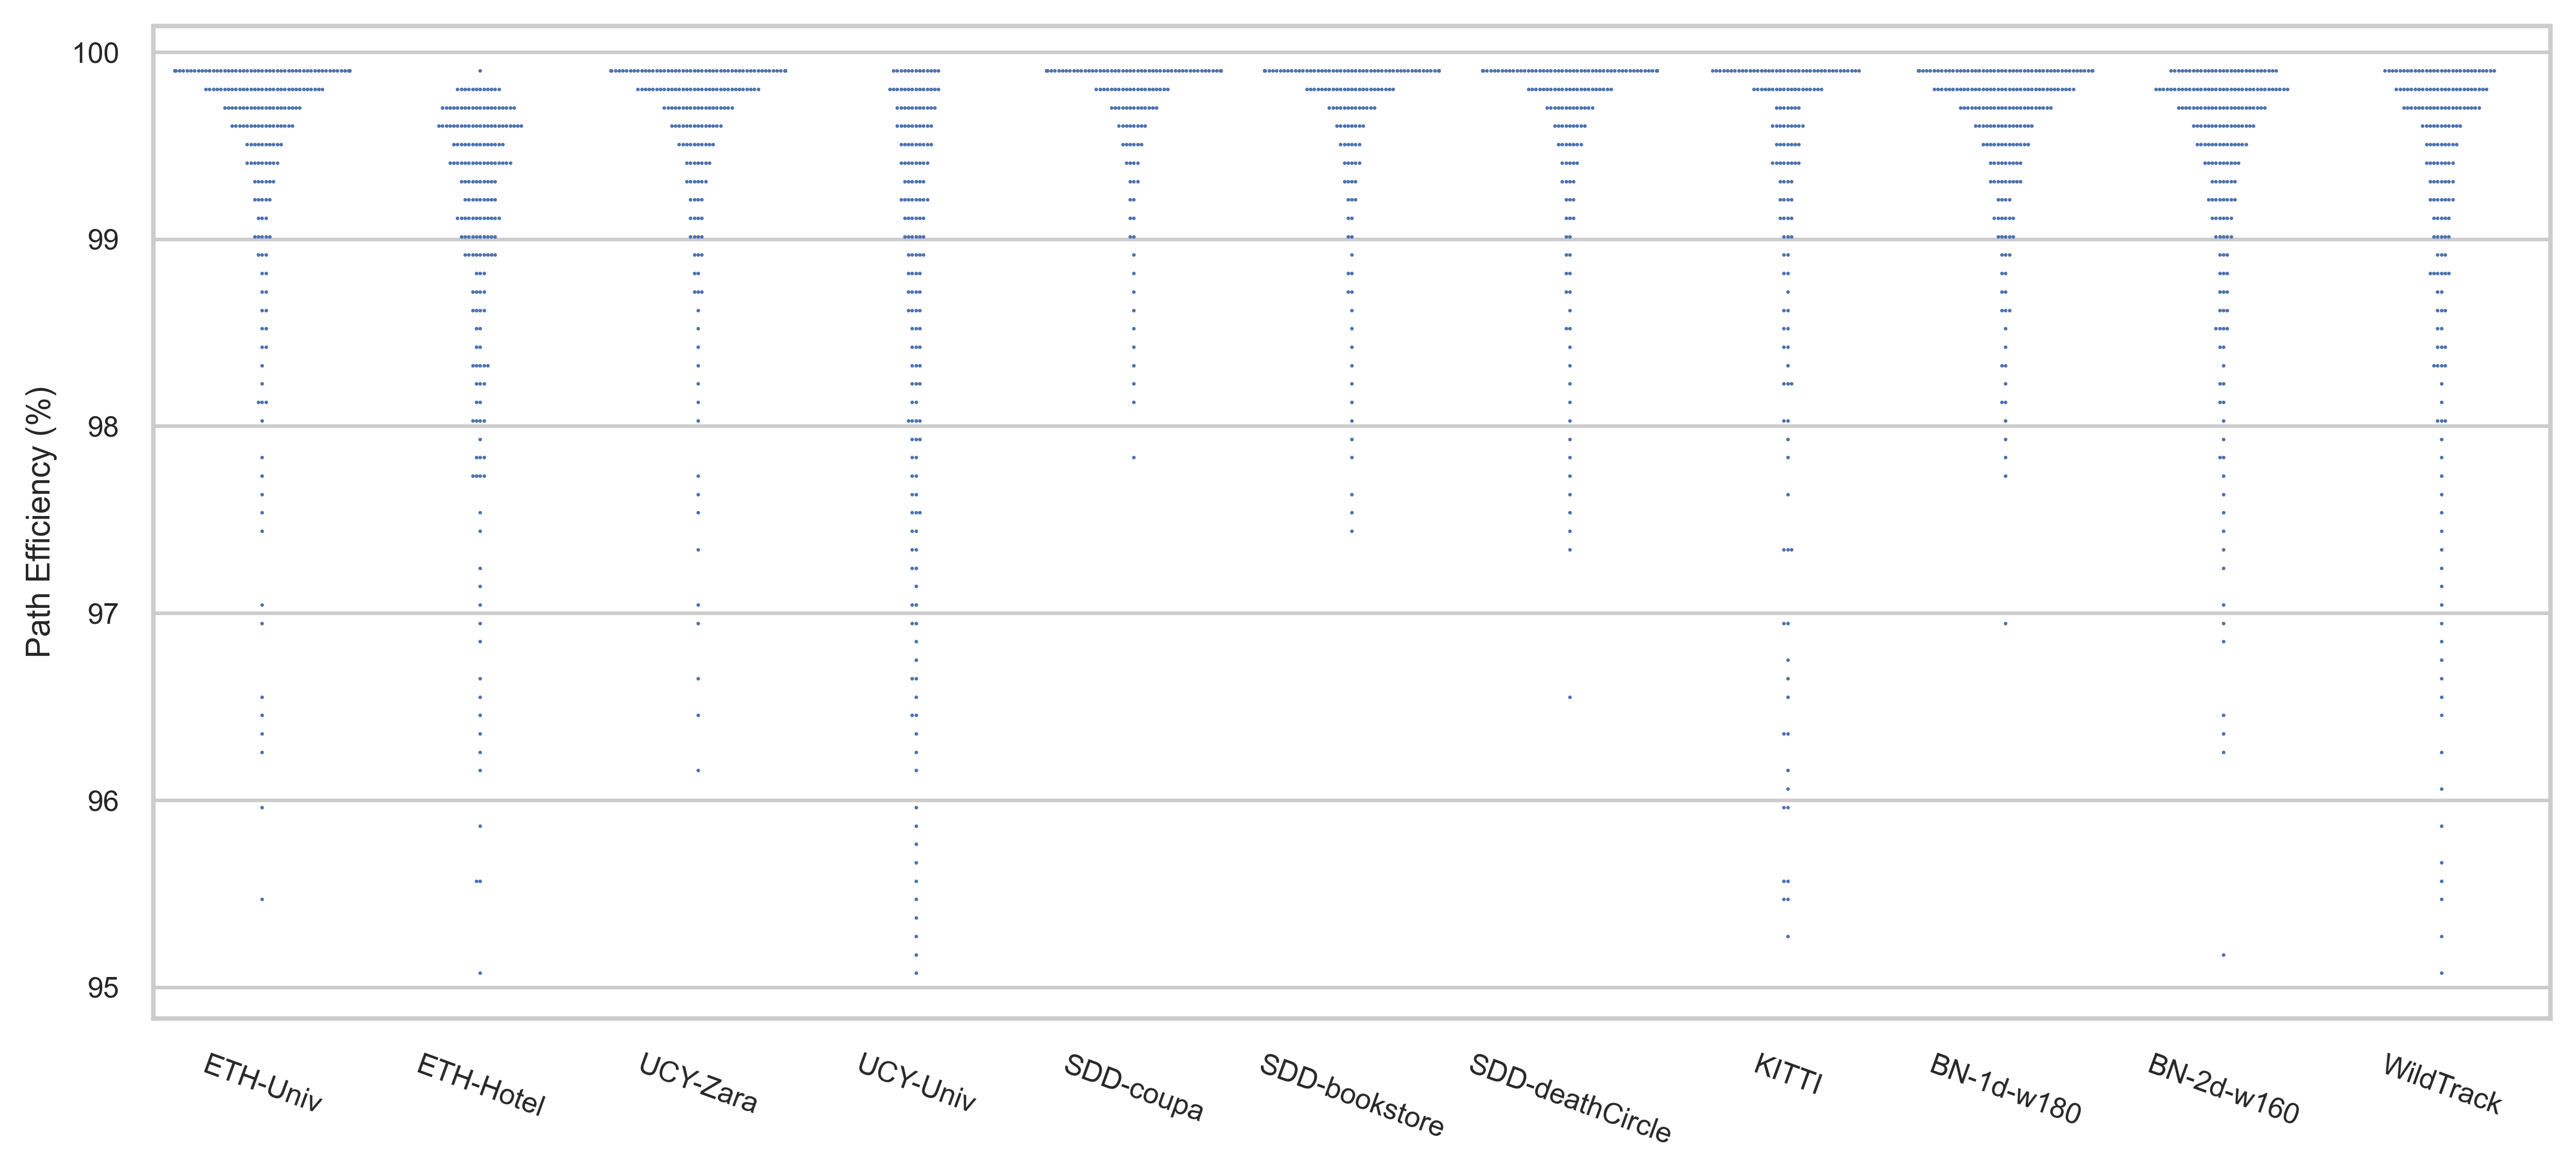 Path Efficiency (%)
100
99
98
97
96
95
ETH-Univ
ETH-Hotel
UCY-Zara
UCY-Univ
SDD-coupa
SDD-bookstore
SDD-deathCircle
KITTI
BN-1d-w180
BN-2d-w160
WildTrack